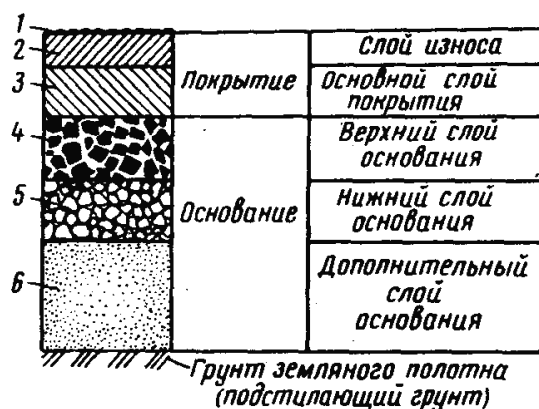 1
2
3
4
5
6
Покрытие
Основание
Слой износа
Основной слой
покрытия
Верхний слой
основания
Нижний слой
основания
Дополнительный
слой
основания
Грунт земляного полотна
(подстилающий грунт)